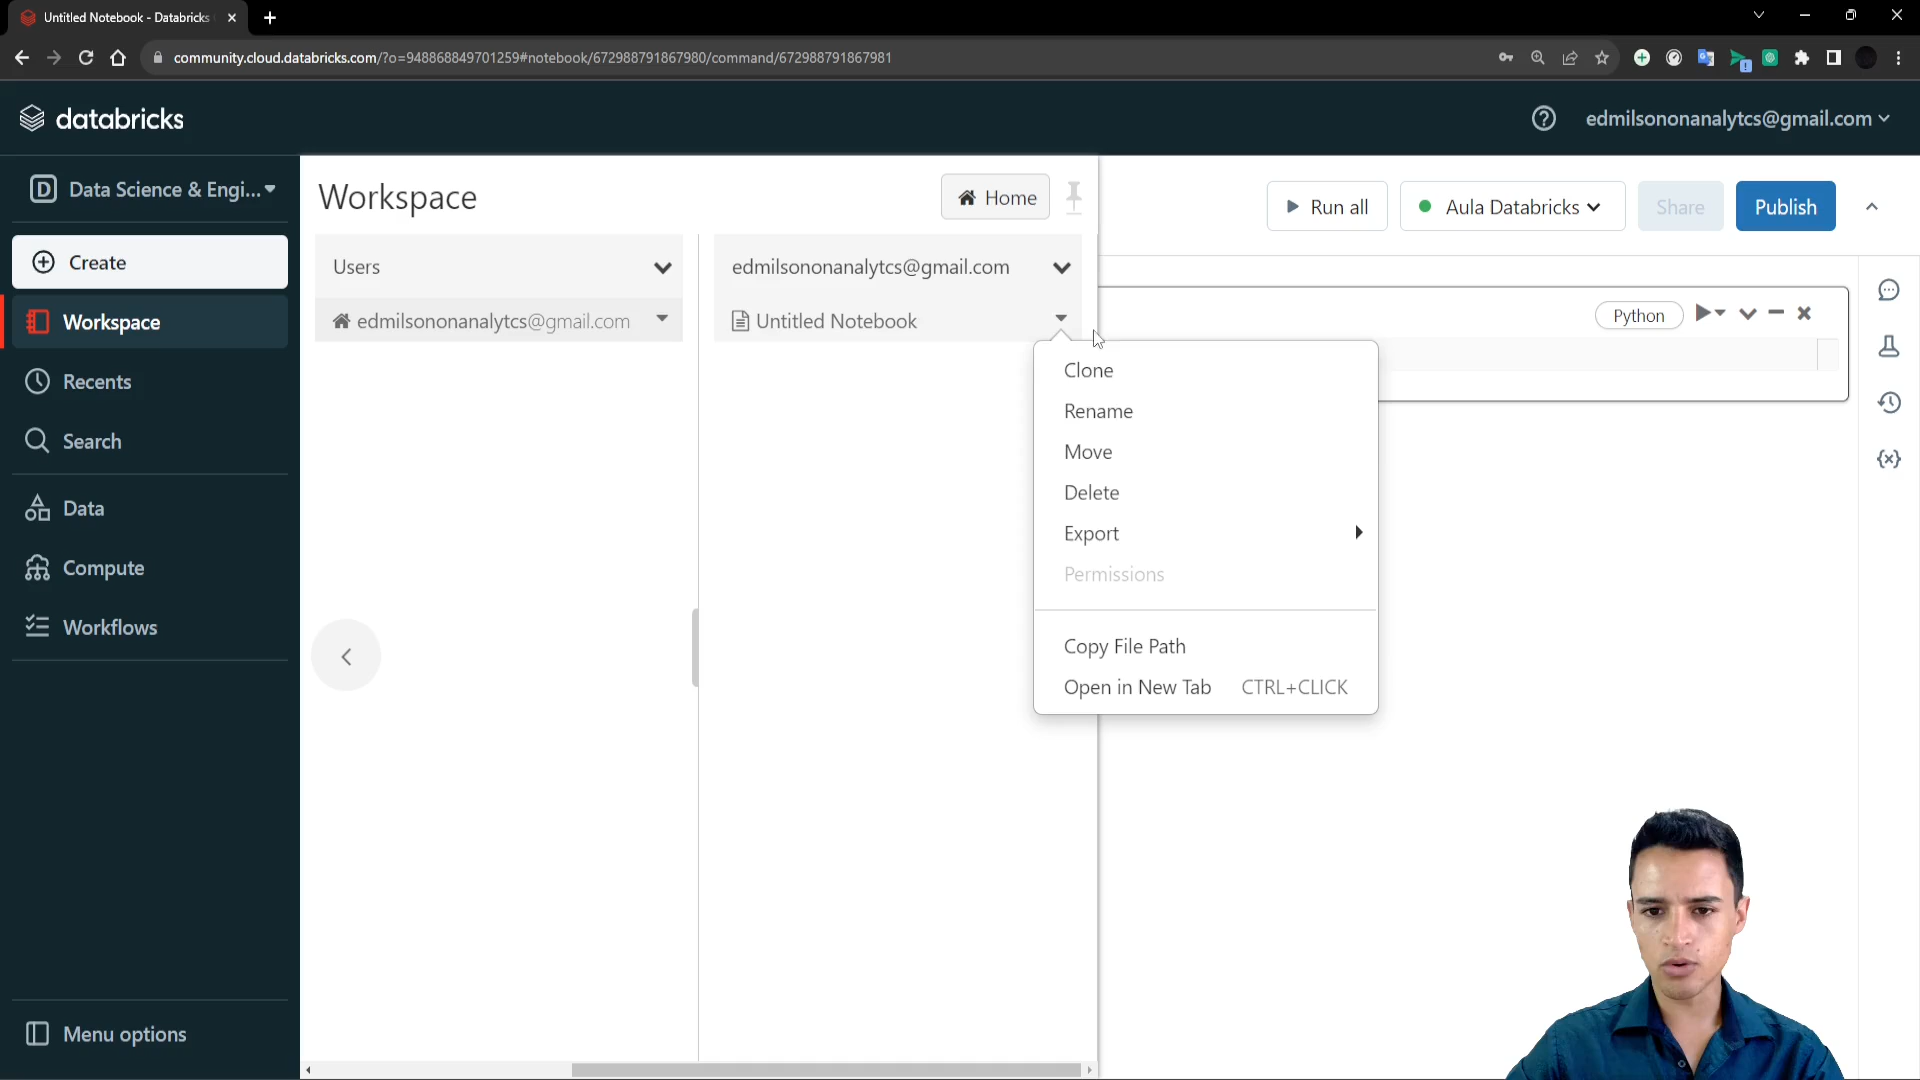 Untitled Notebook - Databricks
community.cloud.databricks.com/?o=948868849701259#notebook/672988791867980/command/672988791867981
databricks
edmilsononanalytcs@gmail.com
D Data Science & Engi...
Create
Workspace
Recents
Search
Data
Compute
Workflows
Menu options
Workspace
Home
Users
edmilsononanalytcs@gmail.com
edmilsononanalytcs@gmail.com
Untitled Notebook
Clone
Rename
Move
Delete
Export
Permissions
Copy File Path
Open in New Tab CTRL+CLICK
Run all
Aula Databricks
Share
Publish
Python